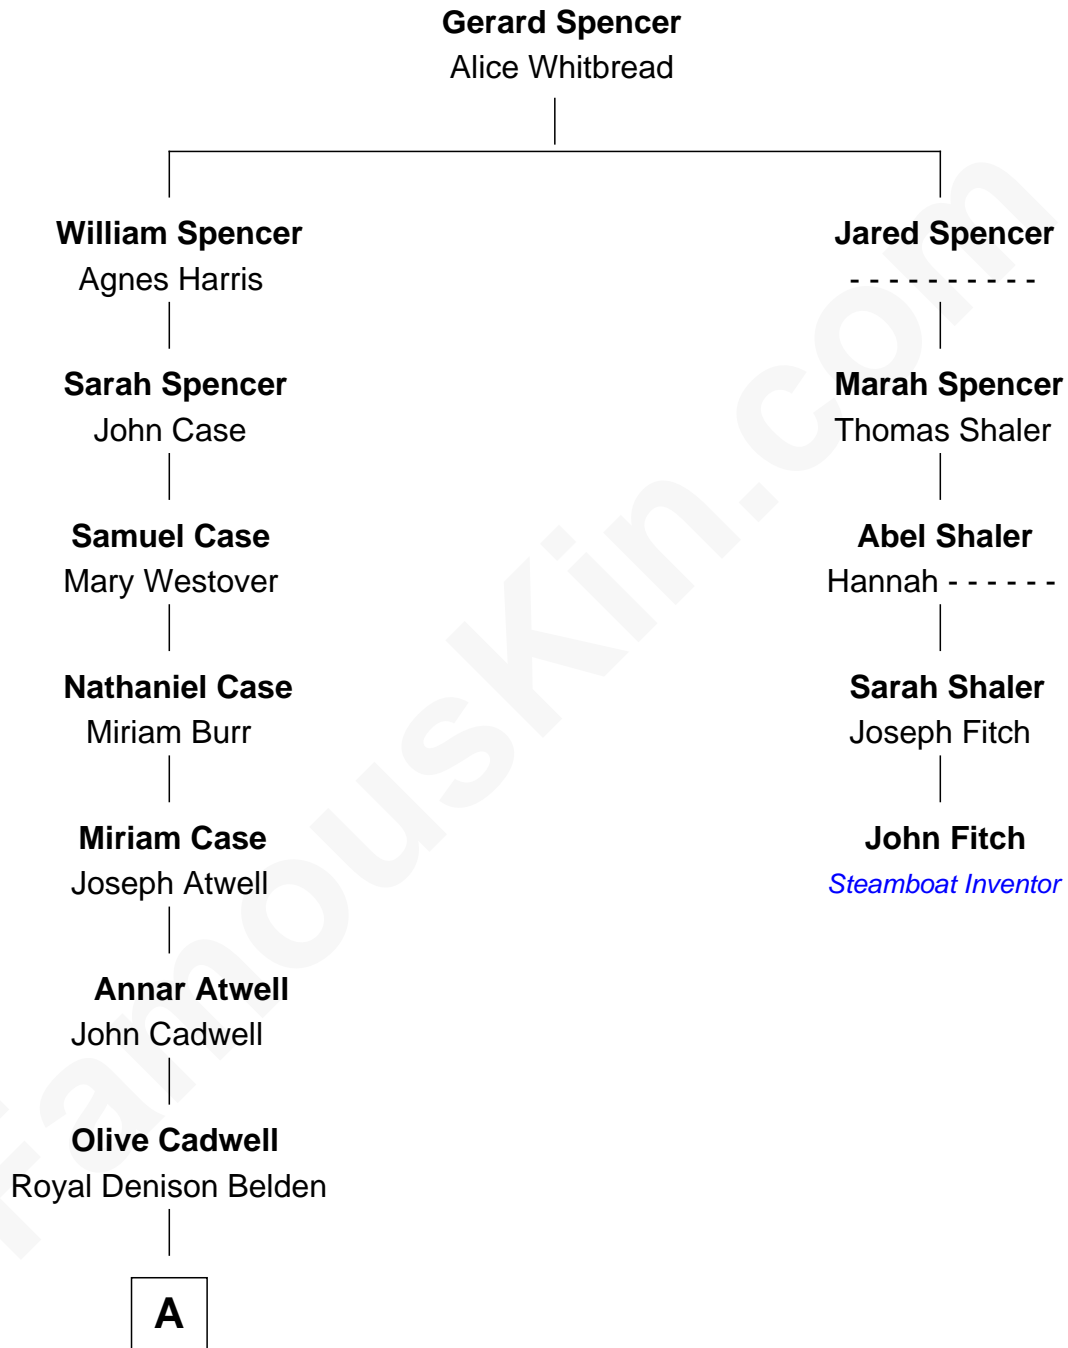 Gerard Spencer
Alice Whitbread
William Spencer
Agnes Harris
Jared Spencer
- - - - - - - - - -
Sarah Spencer
John Case
Marah Spencer
Thomas Shaler
Samuel Case
Mary Westover
Abel Shaler
Hannah - - - - - -
Nathaniel Case
Miriam Burr
Sarah Shaler
Joseph Fitch
Miriam Case
Joseph Atwell
John Fitch
Steamboat Inventor
Annar Atwell
John Cadwell
Olive Cadwell
Royal Denison Belden
A
famouskin.com